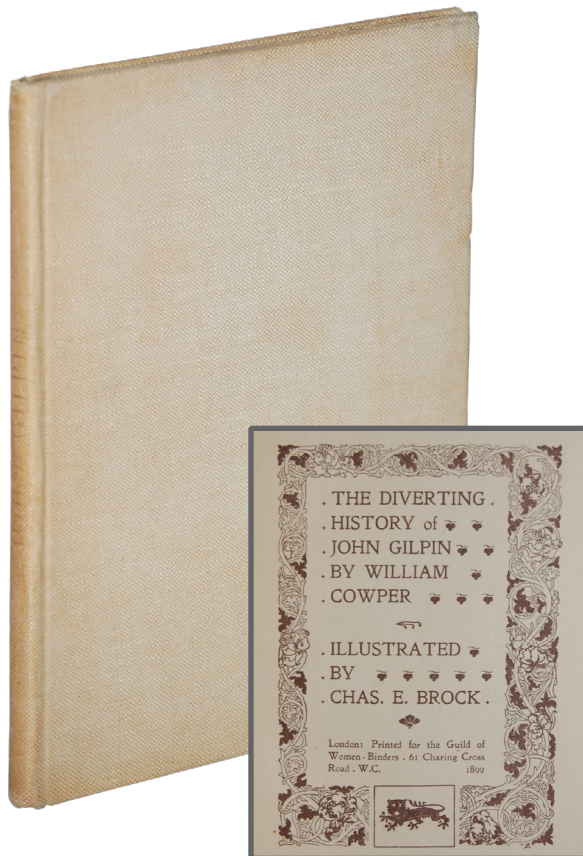 . THE DIVERTING .
. HISTORY of
. JOHN GILPIN
. BY WILLIAM
. COWPER
. ILLUSTRATED
. BY
. CHAS. E. BROCK .
London: Printed for the Guild of
Women-Binders . 61 Charing Cross
Road . W.C. 1899